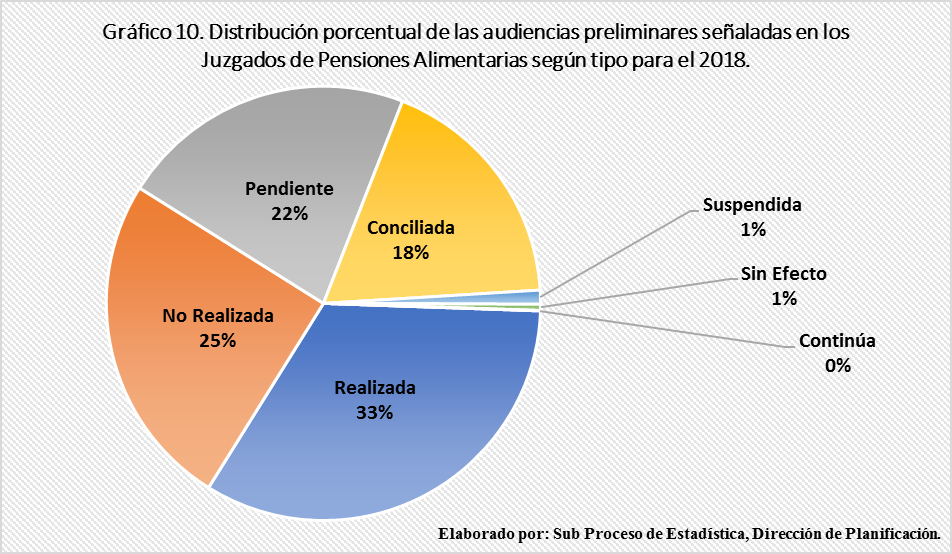 Gráfico 10. Distribución porcentual de las audiencias preliminares señaladas en los
Juzgados de Pensiones Alimentarias según tipo para el 2018.
Pendiente
22%
Conciliada
18%
Suspendida
1%
Sin Efecto
1%
Continúa
0%
No Realizada
25%
Realizada
33%
Elaborado por: Sub Proceso de Estadística, Dirección de Planificación.